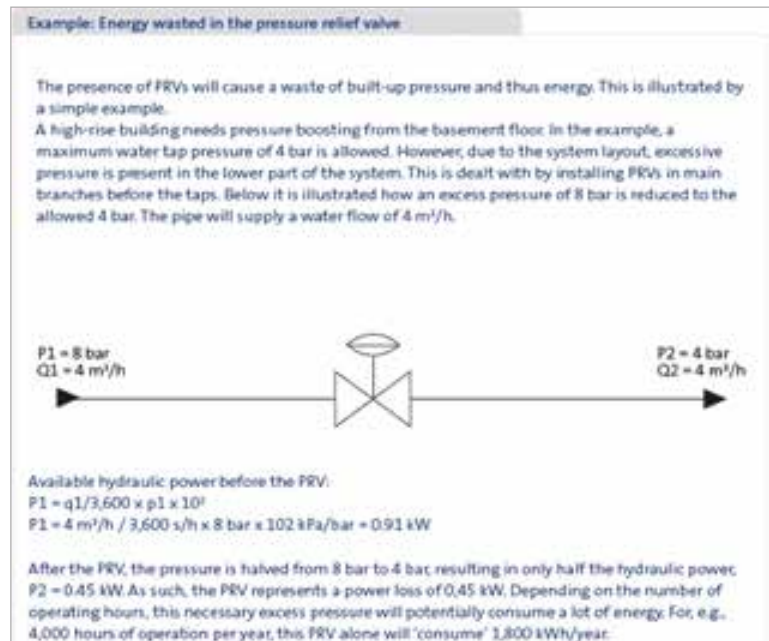 Example: Energy wasted in the pressure relief valve
The presence of PRVs will cause a waste of built-up pressure and thus energy. This is illustrated by
a simple example.
A high-rise building needs pressure boosting from the basement floor. In the example, a
maximum water tap pressure of 4 bar is allowed. However, due to the system layout, excessive
pressure is present in the lower part of the system. This is dealt with by installing PRVs in main
branches before the taps. Below it is illustrated how an excess pressure of 8 bar is reduced to the
allowed 4 bar. The pipe will supply a water flow of 4 m³/h.
P1 = 8 bar
Q1 = 4 m³/h
P2 = 4 bar
Q2 = 4 m³/h
Available hydraulic power before the PRV:
P1 = q1/3,600 x p1 x 10²
P1 = 4 m³/h / 3,600 s/h x 8 bar x 102 kPa/bar = 0.91 kW
After the PRV, the pressure is halved from 8 bar to 4 bar, resulting in only half the hydraulic power,
P2 = 0.45 kW. As such, the PRV represents a power loss of 0,45 kW. Depending on the number of
operating hours, this necessary excess pressure will potentially consume a lot of energy. For, e.g.,
4,000 hours of operation per year, this PRV alone will 'consume' 1,800 kWh/year.